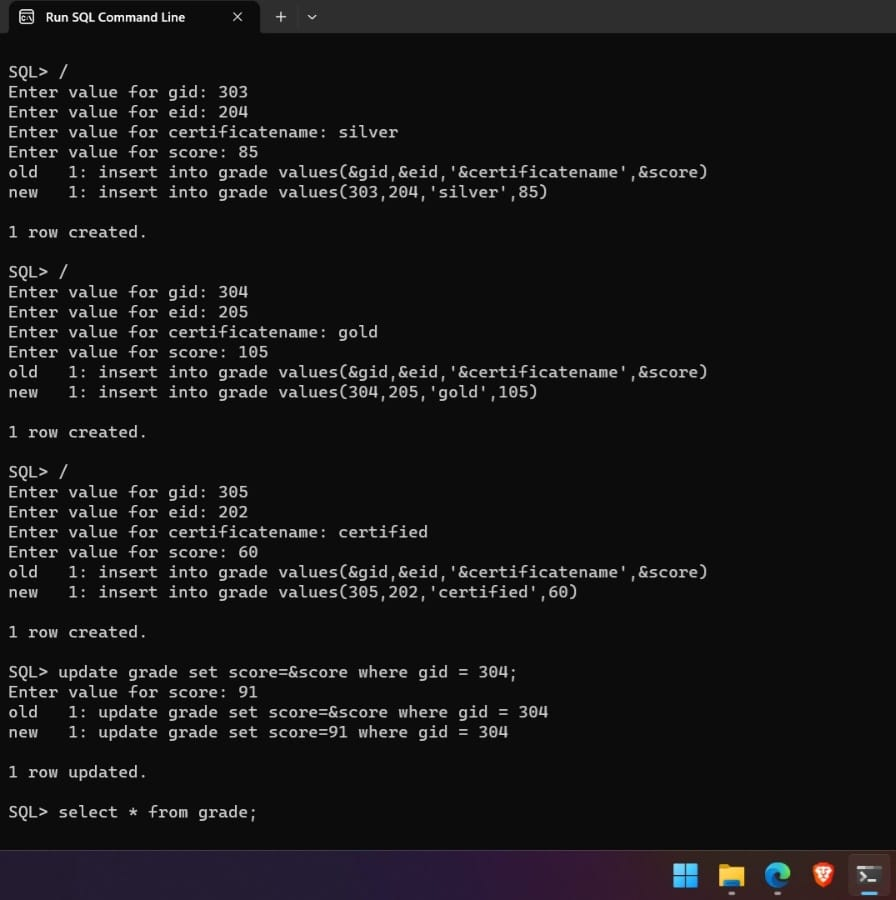 Run SQL Command Line
SQL> /
Enter value for gid: 303
Enter value for eid: 204
Enter value for certificatename: silver
Enter value for score: 85
old   1: insert into grade values(&gid,&eid,'&certificatename',&score)
new   1: insert into grade values(303,204,'silver',85)
1 row created.
SQL> /
Enter value for gid: 304
Enter value for eid: 205
Enter value for certificatename: gold
Enter value for score: 105
old   1: insert into grade values(&gid,&eid,'&certificatename',&score)
new   1: insert into grade values(304,205,'gold',105)
1 row created.
SQL> /
Enter value for gid: 305
Enter value for eid: 202
Enter value for certificatename: certified
Enter value for score: 60
old   1: insert into grade values(&gid,&eid,'&certificatename',&score)
new   1: insert into grade values(305,202,'certified',60)
1 row created.
SQL> update grade set score=&score where gid = 304;
Enter value for score: 91
old   1: update grade set score=&score where gid = 304
new   1: update grade set score=91 where gid = 304
1 row updated.
SQL> select * from grade;